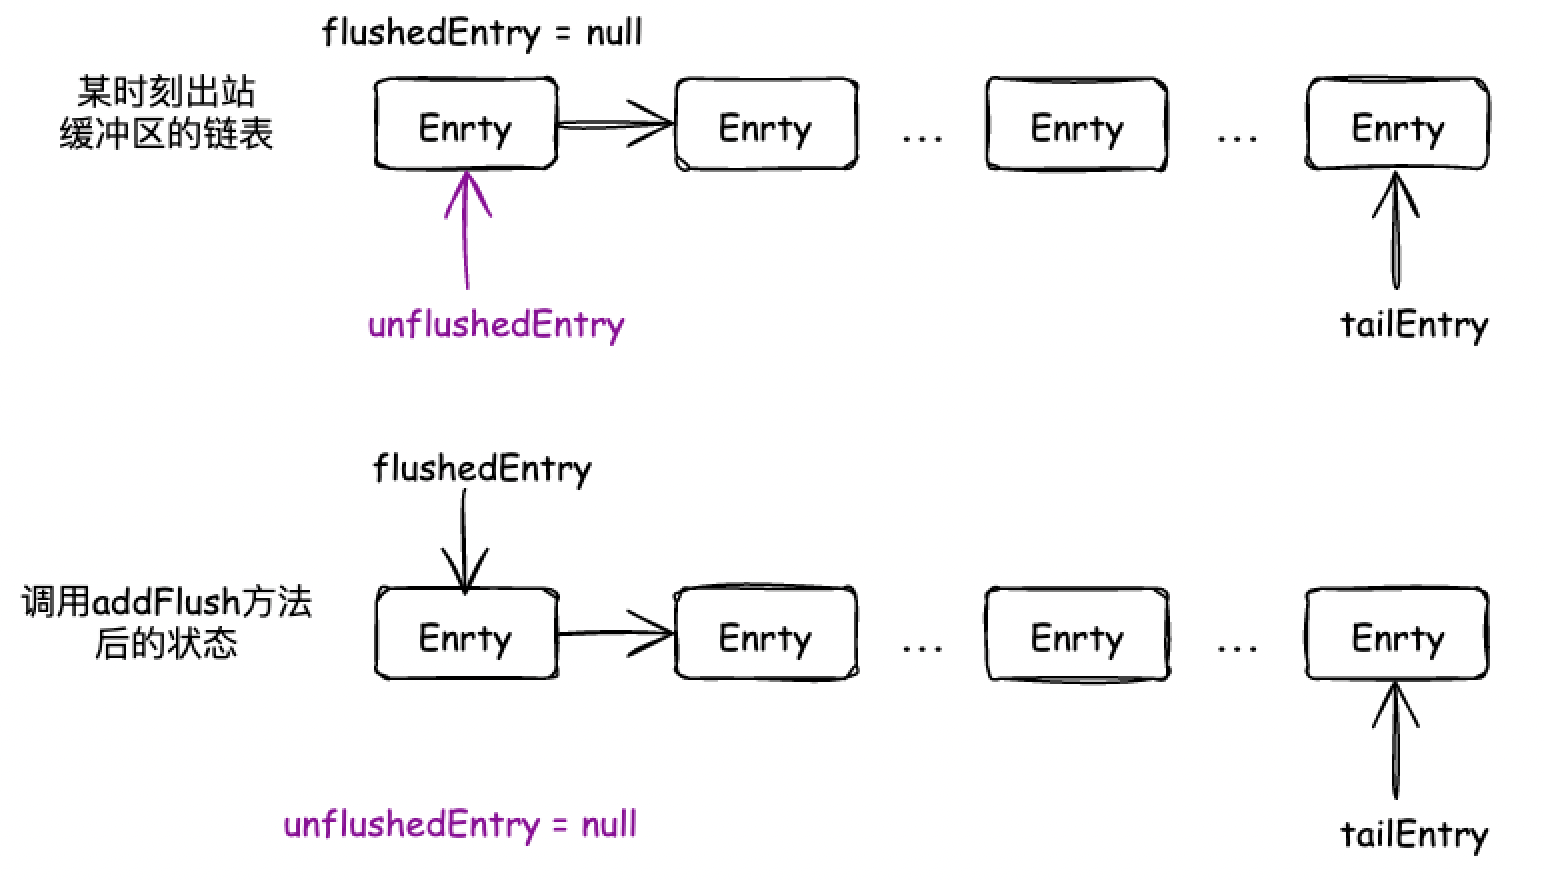 flushedEntry = null
某时刻出站
缓冲区的链表
Enrty
Enrty
...
Enrty
...
Enrty
unflushedEntry
tailEntry
flushedEntry
调用addFlush方法
后的状态
Enrty
Enrty
...
Enrty
...
Enrty
unflushedEntry = null
tailEntry